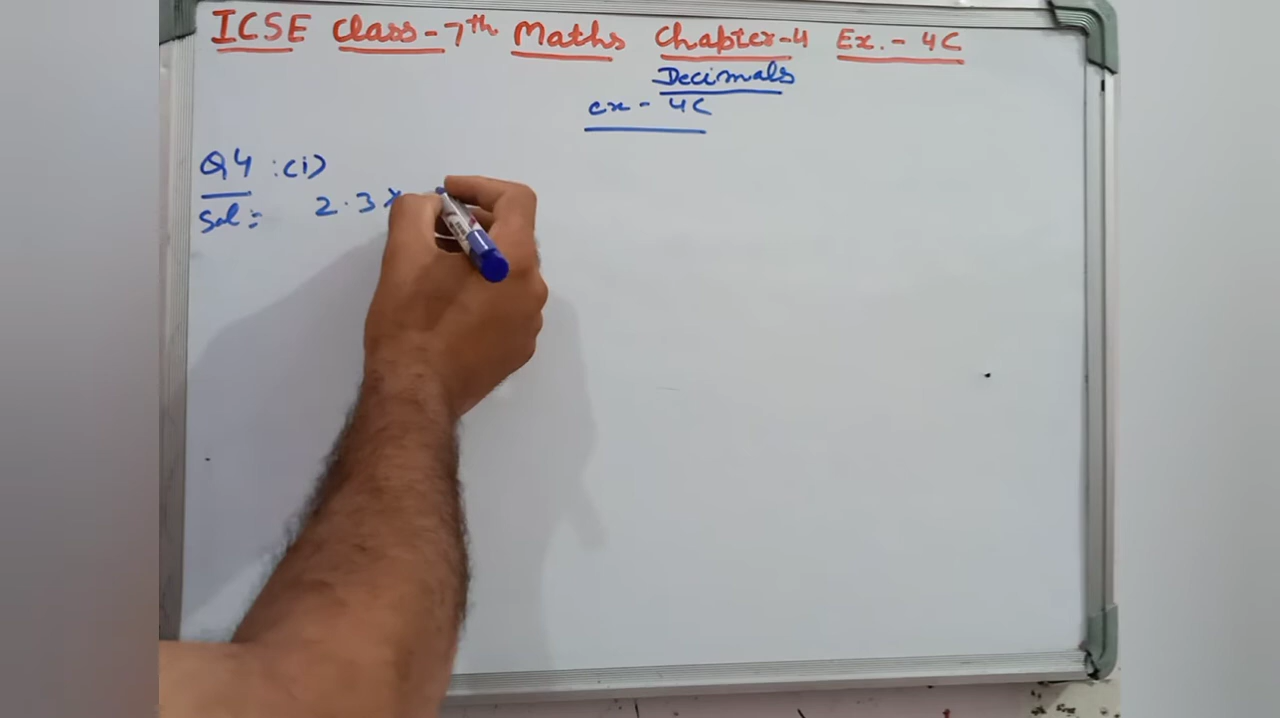 ICSE Class-7th Maths Chapter-4 Ex.- 4C
Decimals
ex - 4C
Q4 :(i)
Sol:- 2.3 ×